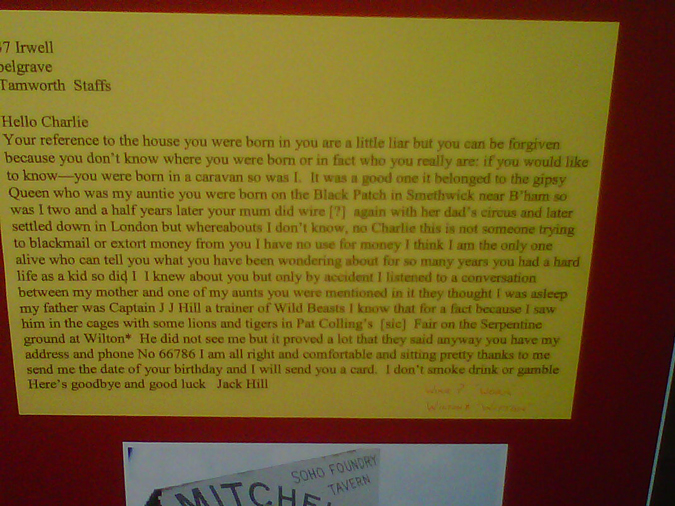 47 Irwell
belgrave
Tamworth Staffs
Hello Charlie
Your reference to the house you were born in you are a little liar but you can be forgiven
because you don't know where you were born or in fact who you really are: if you would like
to know—you were born in a caravan so was I. It was a good one it belonged to the gipsy
Queen who was my auntie you were born on the Black Patch in Smethwick near B'ham so
was I two and a half years later your mum did wire [?] again with her dad's circus and later
settled down in London but whereabouts I don't know, no Charlie this is not someone trying
to blackmail or extort money from you I have no use for money I think I am the only one
alive who can tell you what you have been wondering about for so many years you had a hard
life as a kid so did I I knew about you but only by accident I listened to a conversation
between my mother and one of my aunts you were mentioned in it they thought I was asleep
my father was Captain J J Hill a trainer of Wild Beasts I know that for a fact because I saw
him in the cages with some lions and tigers in Pat Colling's [sic] Fair on the Serpentine
ground at Wilton* He did not see me but it proved a lot that they said anyway you have my
address and phone No 66786 I am all right and comfortable and sitting pretty thanks to me
send me the date of your birthday and I will send you a card. I don't smoke drink or gamble
Here's goodbye and good luck Jack Hill
SOHO FOUNDRY
TAVERN
MITCHE